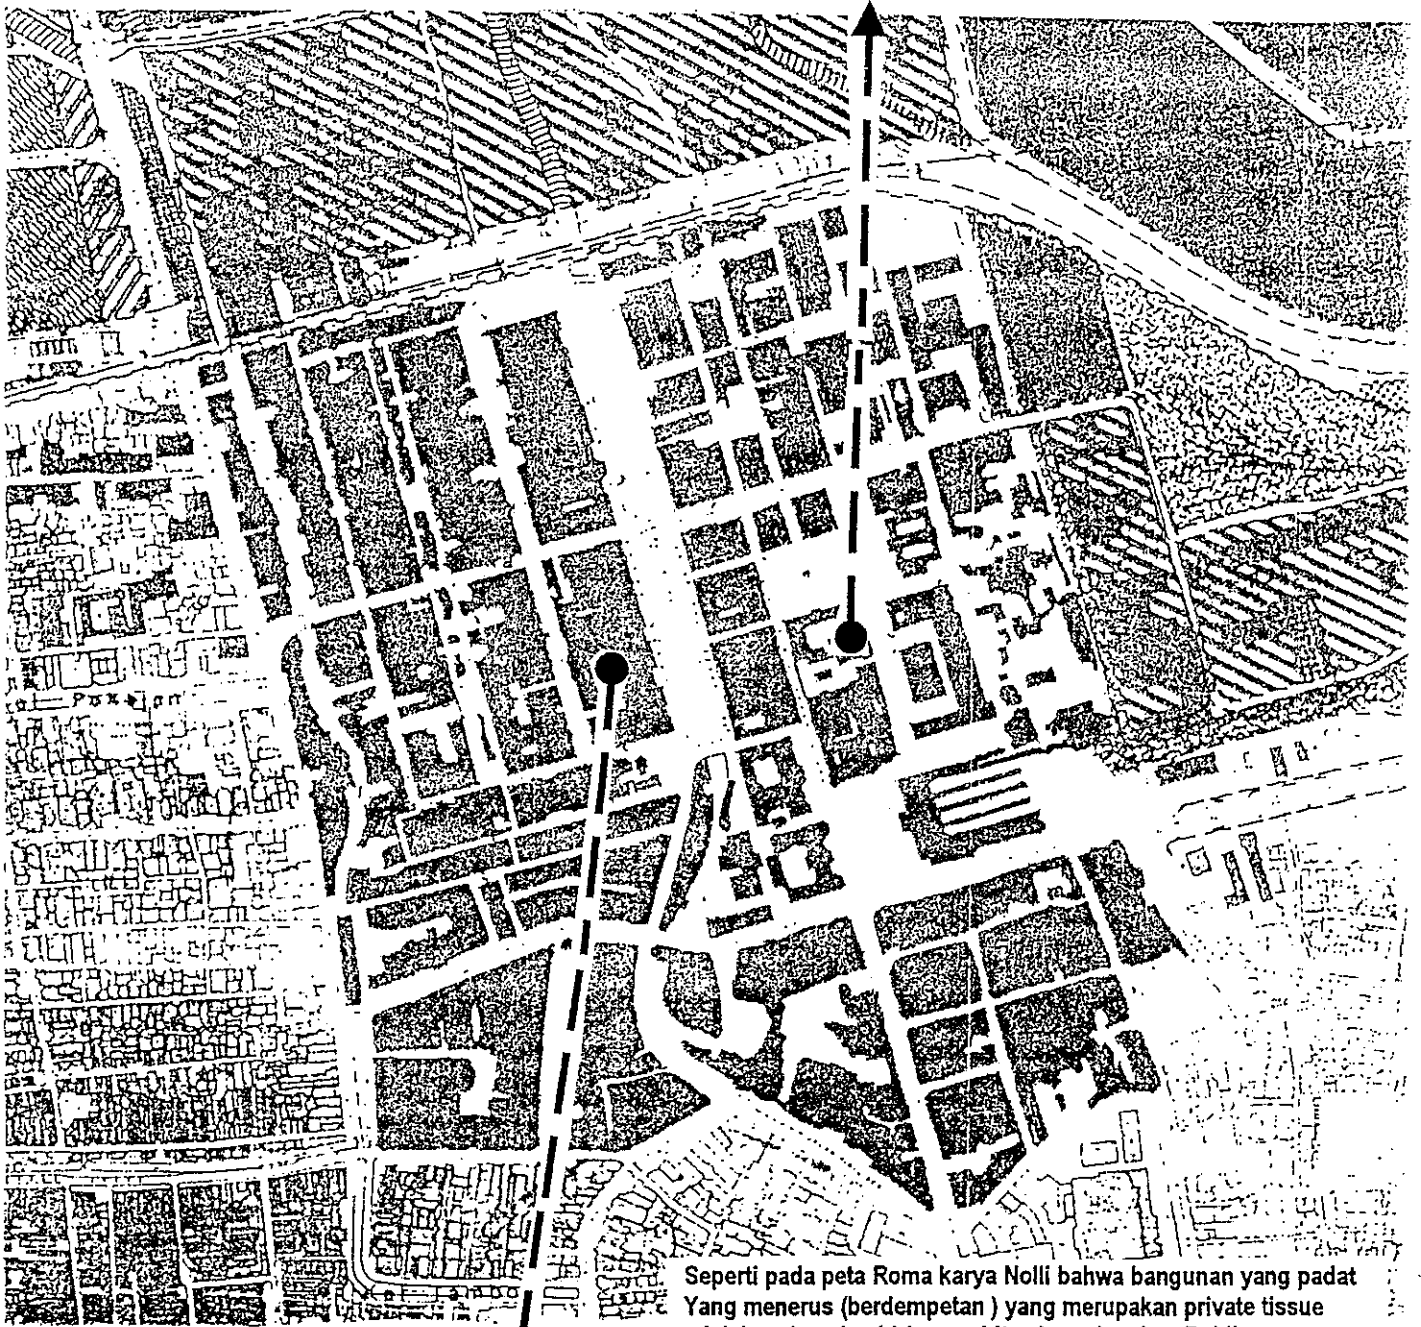 Seperti pada peta Roma karya Nolli bahwa bangunan yang padat
Yang menerus (berdempetan ) yang merupakan private tissue